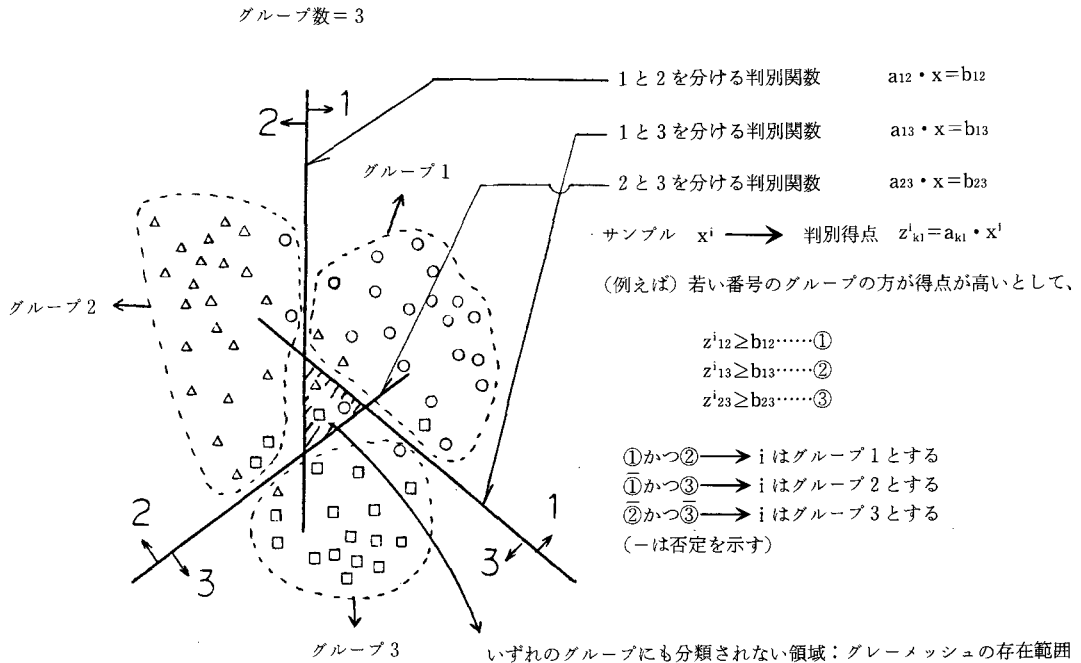 グループ数=3
1と2を分ける判別関数 a₁₂・x=b₁₂
1と3を分ける判別関数 a₁₃・x=b₁₃
2と3を分ける判別関数 a₂₃・x=b₂₃
2 1
グループ1
グループ2
サンプル xⁱ → 判別得点 zⁱₖₗ=aₖₗ・xⁱ
(例えば)若い番号のグループの方が得点が高いとして、
zⁱ₁₂≥b₁₂……①
zⁱ₁₃≥b₁₃……②
zⁱ₂₃≥b₂₃……③
①かつ②→iはグループ1とする
①̅かつ③→iはグループ2とする
②̅かつ③̅→iはグループ3とする
(−は否定を示す)
2
3
1
3
グループ3
いずれのグループにも分類されない領域:グレーメッシュの存在範囲